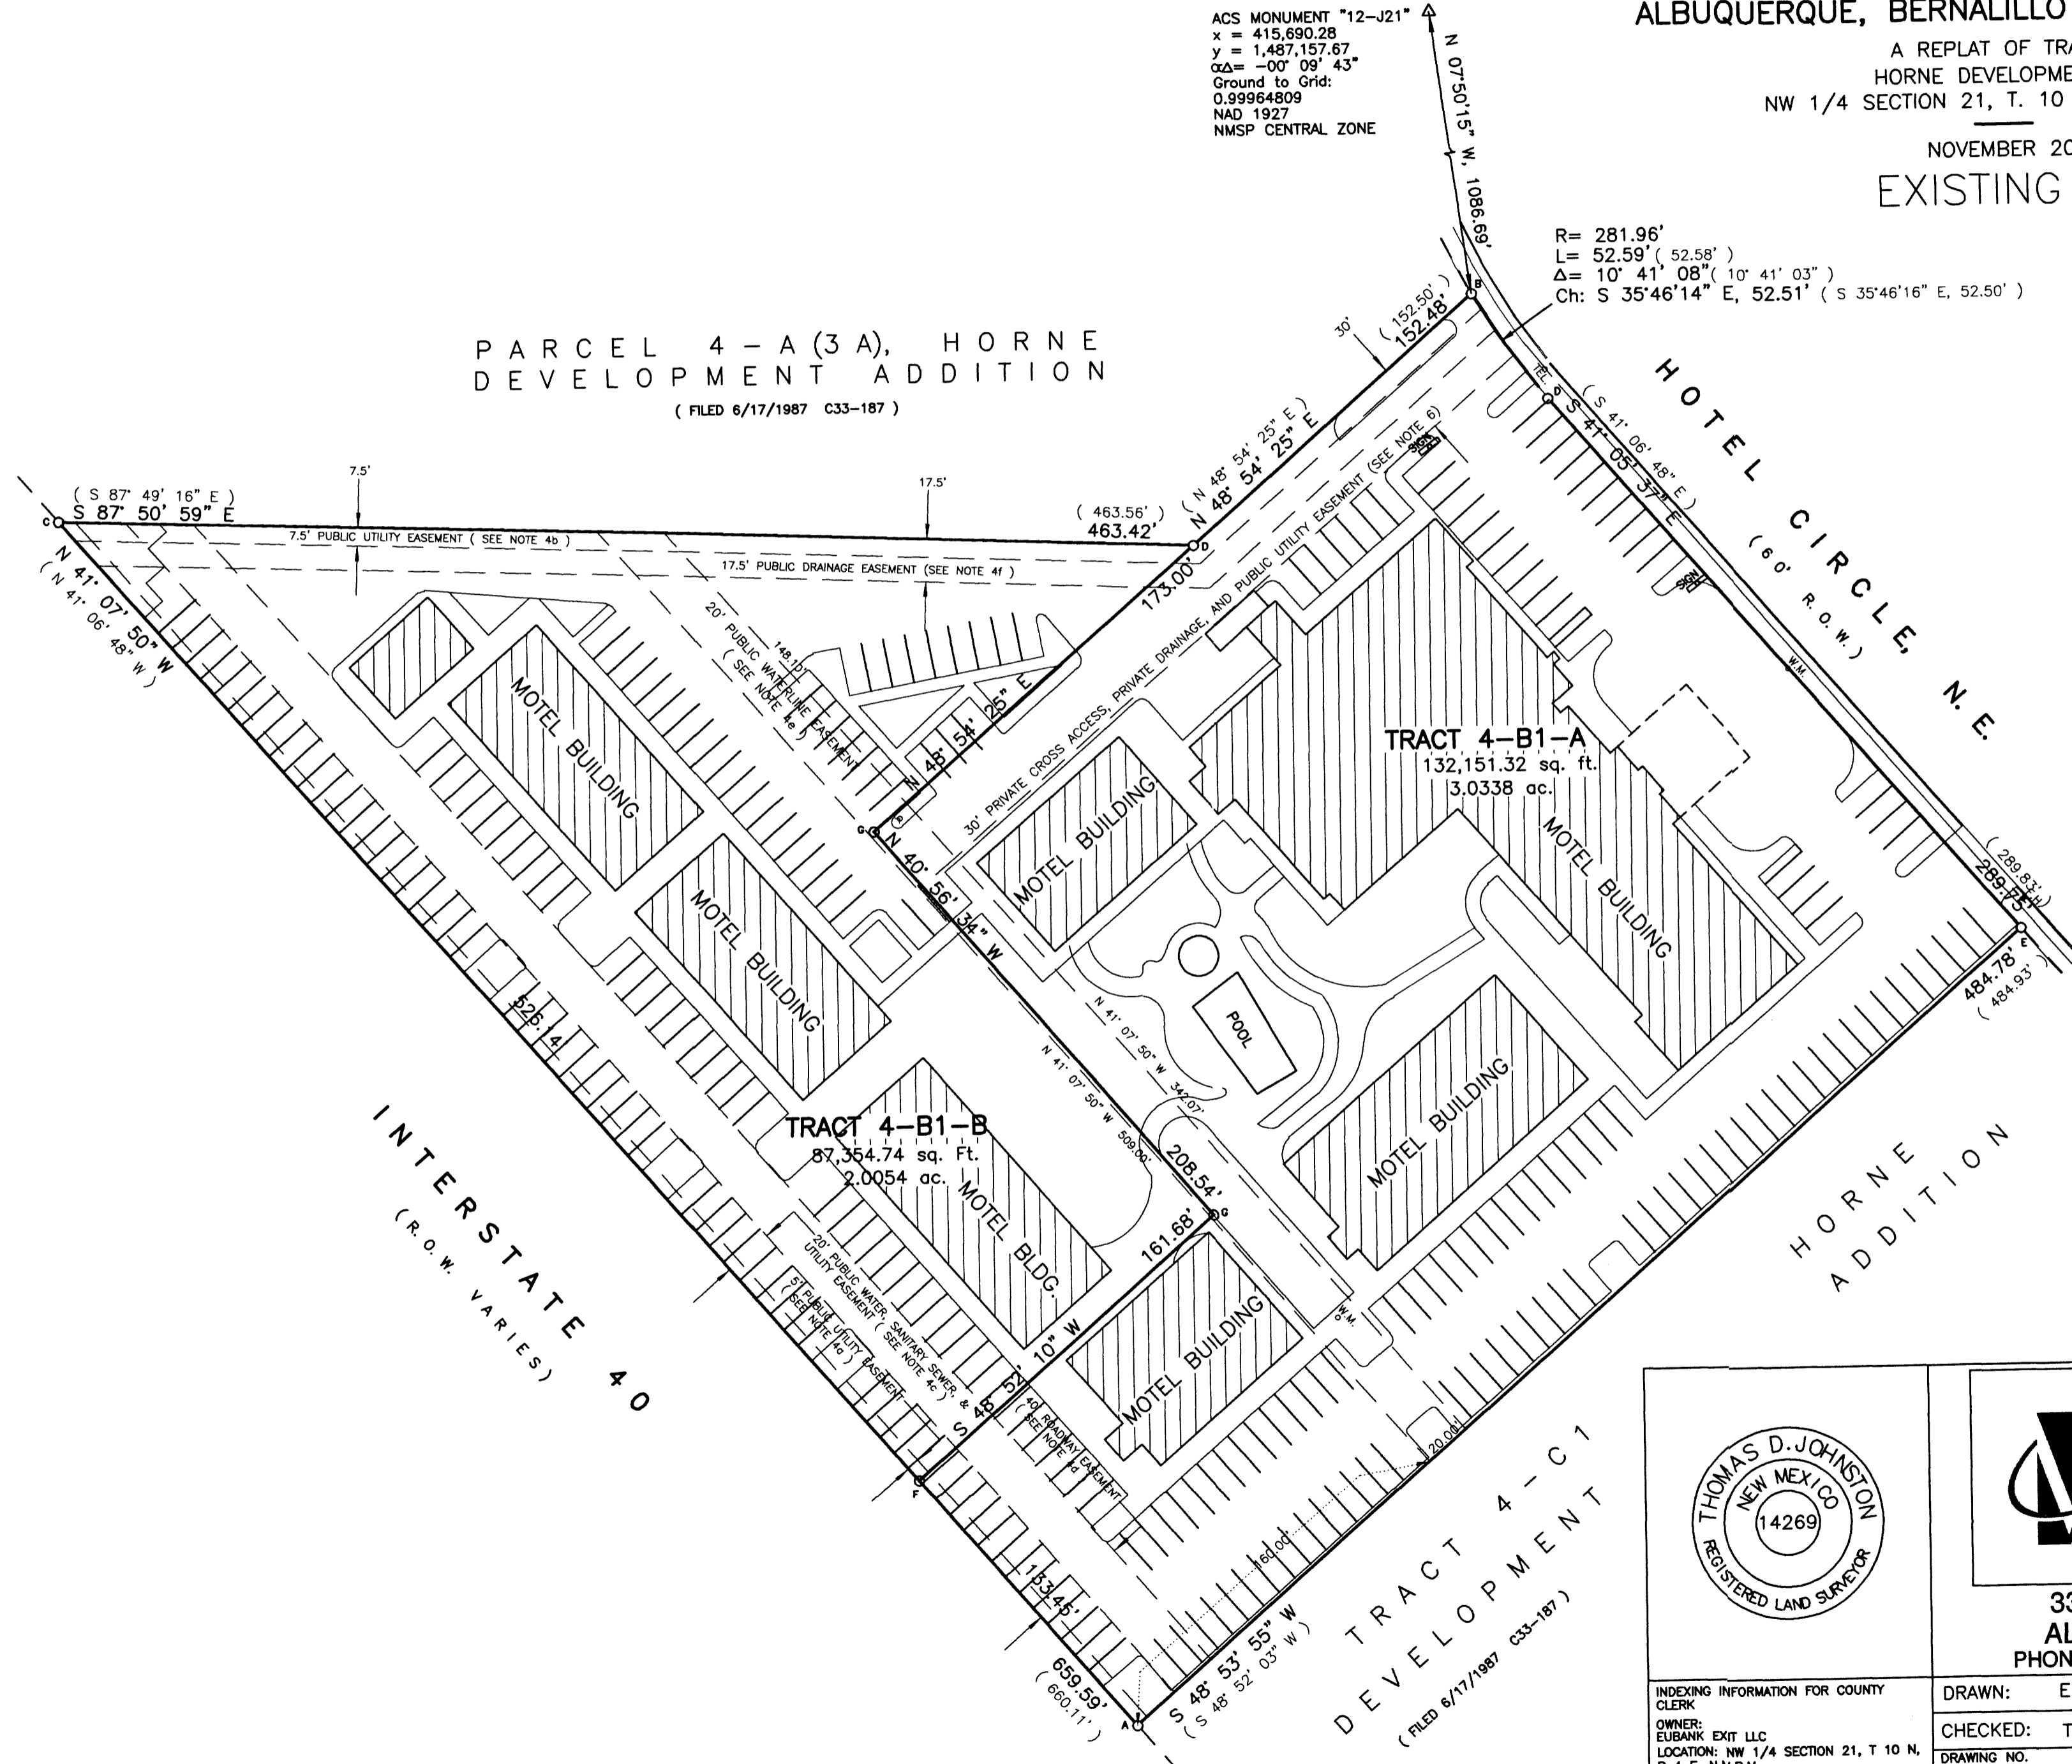 ACS MONUMENT "12-J21"
x = 415,690.28
y = 1,487,157.67
∝Δ= -00° 09' 43"
Ground to Grid:
0.99964809
NAD 1927
NMSP CENTRAL ZONE
N 07°50'15" W, 1086.69'
ALBUQUERQUE, BERNALILLO
A REPLAT OF TRA
HORNE DEVELOPME
NW 1/4 SECTION 21, T. 10
NOVEMBER 20
EXISTING
R= 281.96'
L= 52.59' ( 52.58' )
Δ= 10° 41' 08" ( 10° 41' 03" )
Ch: S 35°46'14" E, 52.51' ( S 35°46'16" E, 52.50' )
PARCEL 4-A (3 A), HORNE
DEVELOPMENT ADDITION
( FILED 6/17/1987 C33-187 )
B
( 152.50' )
152.48'
30'
( N 48° 54' 25" E )
N 48° 54' 25" E
TEL.
D
( S 41° 06' 48" E )
S 41° 05' 37" E
SIGN
SIGN
W.M.
HOTEL CIRCLE, N. E.
( 60' R. O. W. )
7.5'
17.5'
( S 87° 49' 16" E )
S 87° 50' 59" E
( 463.56' )
463.42'
C
D
7.5' PUBLIC UTILITY EASEMENT ( SEE NOTE 4b )
17.5' PUBLIC DRAINAGE EASEMENT (SEE NOTE 4f )
N 41° 07' 50" W
( N 41° 06' 48" W )
173.00'
N 48° 54' 25" E
20' PUBLIC WATERLINE EASEMENT
( SEE NOTE 4e )
148.10'
30' PRIVATE CROSS ACCESS, PRIVATE DRAINAGE, AND PUBLIC UTILITY EASEMENT (SEE NOTE 6)
MOTEL BUILDING
TRACT 4-B1-A
132,151.32 sq. ft.
3.0338 ac.
MOTEL BUILDING
MOTEL BUILDING
G
N 40° 56' 34" W
MOTEL BUILDING
( 289.83' )
289.75'
E
484.78'
( 484.93' )
POOL
N 41° 07' 50" W 342.07'
N 41° 07' 50" W 509.00'
526.14'
MOTEL BUILDING
TRACT 4-B1-B
87,354.74 sq. Ft.
2.0054 ac.
MOTEL BLDG.
208.54'
161.68'
G
INTERSTATE 40
( R. O. W. VARIES)
20' PUBLIC WATER, SANITARY SEWER, &
UTILITY EASEMENT ( SEE NOTE 4c )
5' PUBLIC UTILITY EASEMENT
( SEE NOTE 4a )
S 48° 52' 10" W
MOTEL BUILDING
W.M.
40' ROADWAY EASEMENT
( SEE NOTE 4d
F
20.00'
160.00'
133.45'
659.59'
( 660.11' )
A
S 48° 53' 55" W
( S 48° 52' 03" W )
HORNE
ADDITION
TRACT 4-C1
DEVELOPMENT
( FILED 6/17/1987 C33-187 )
THOMAS D. JOHNSTON
NEW MEXICO
14269
REGISTERED LAND SURVEYOR
33
AL
PHON
INDEXING INFORMATION FOR COUNTY
CLERK
OWNER:
EUBANK EXIT LLC
LOCATION: NW 1/4 SECTION 21, T 10 N,
DRAWN: E
CHECKED: T
DRAWING NO.